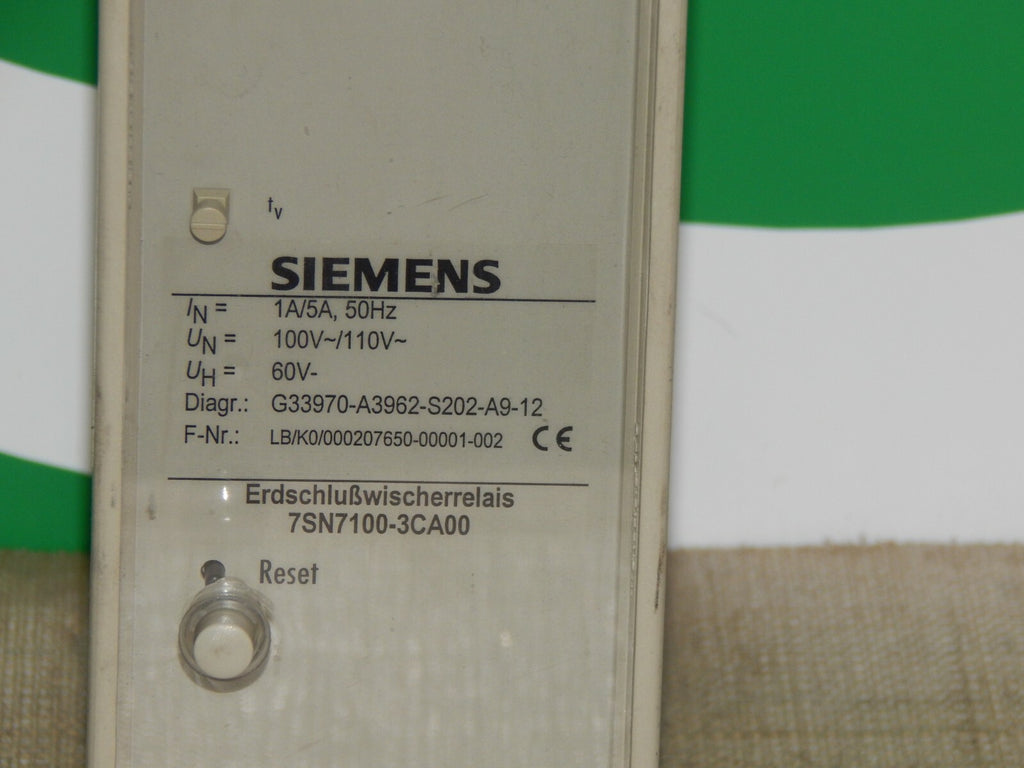 tv
SIEMENS
IN = 1A/5A, 50Hz
UN = 100V~/110V~
UH = 60V-
Diagr.: G33970-A3962-S202-A9-12
F-Nr.: LB/K0/000207650-00001-002 CE
Erdschlußwischerrelais
7SN7100-3CA00
Reset